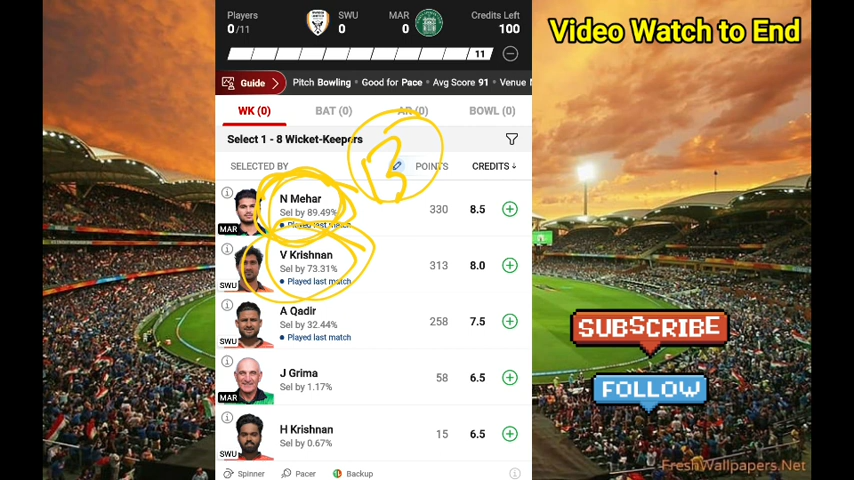 Players
0/11
SWU
0
MAR
0
Credits Left
100
11
Guide
Pitch Bowling • Good for Pace • Avg Score 91 • Venue
WK (0) BAT (0) AR (0) BOWL (0)
Select 1 - 8 Wicket-Keepers
SELECTED BY POINTS CREDITS↓
N Mehar
Sel by 89.49%
Played last match
MAR
330 8.5
V Krishnan
Sel by 73.31%
Played last match
SWU
313 8.0
A Qadir
Sel by 32.44%
Played last match
SWU
258 7.5
J Grima
Sel by 1.17%
MAR
58 6.5
H Krishnan
Sel by 0.67%
SWU
15 6.5
Spinner Pacer Backup
Video Watch to End
SUBSCRIBE
FOLLOW
FreshWallpapers.Net